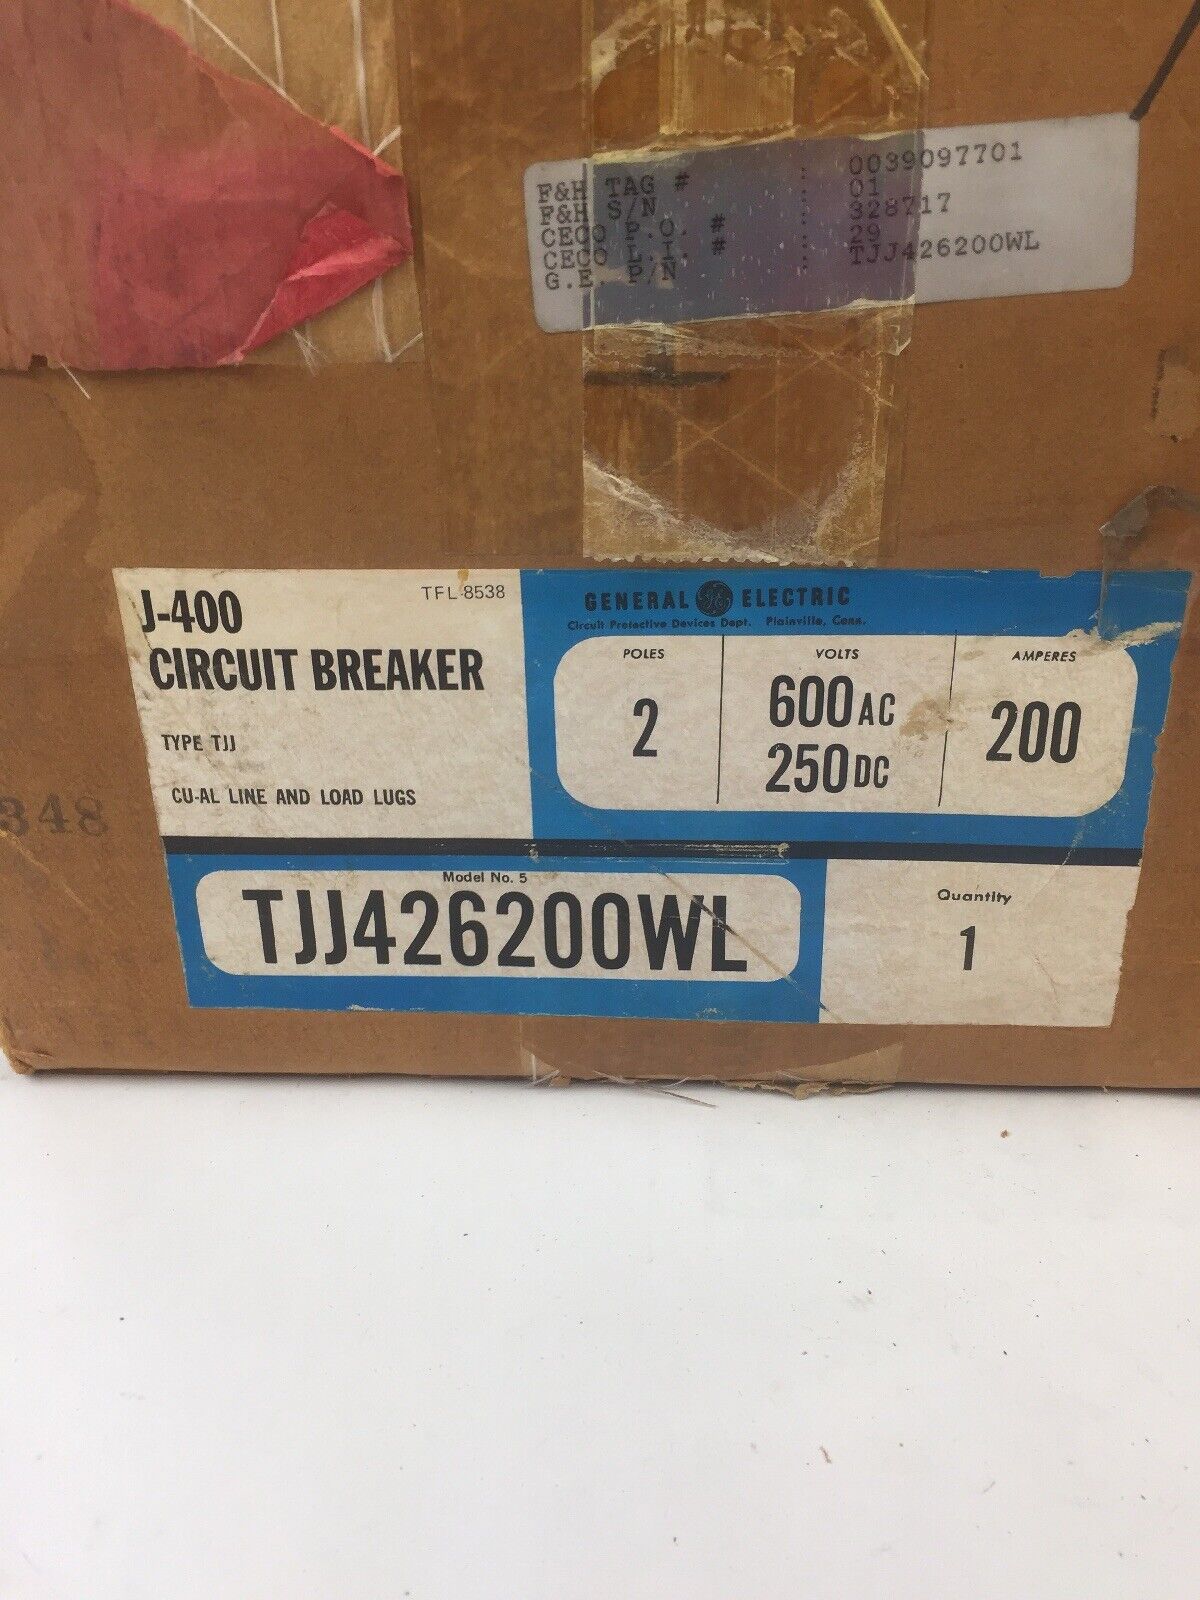 F&H TAG # : 0039097701
F&H S/N : 01
CECO P.O. # : 328717
CECO L.I. # : 29
G.E. P/N : TJJ426200WL
J-400
TFL-8538
CIRCUIT BREAKER
TYPE TJJ
CU-AL LINE AND LOAD LUGS
GENERAL GE ELECTRIC
Circuit Protective Devices Dept. Plainville, Conn.
POLES
2
VOLTS
600 AC
250 DC
AMPERES
200
348
Model No. 5
TJJ426200WL
Quantity
1